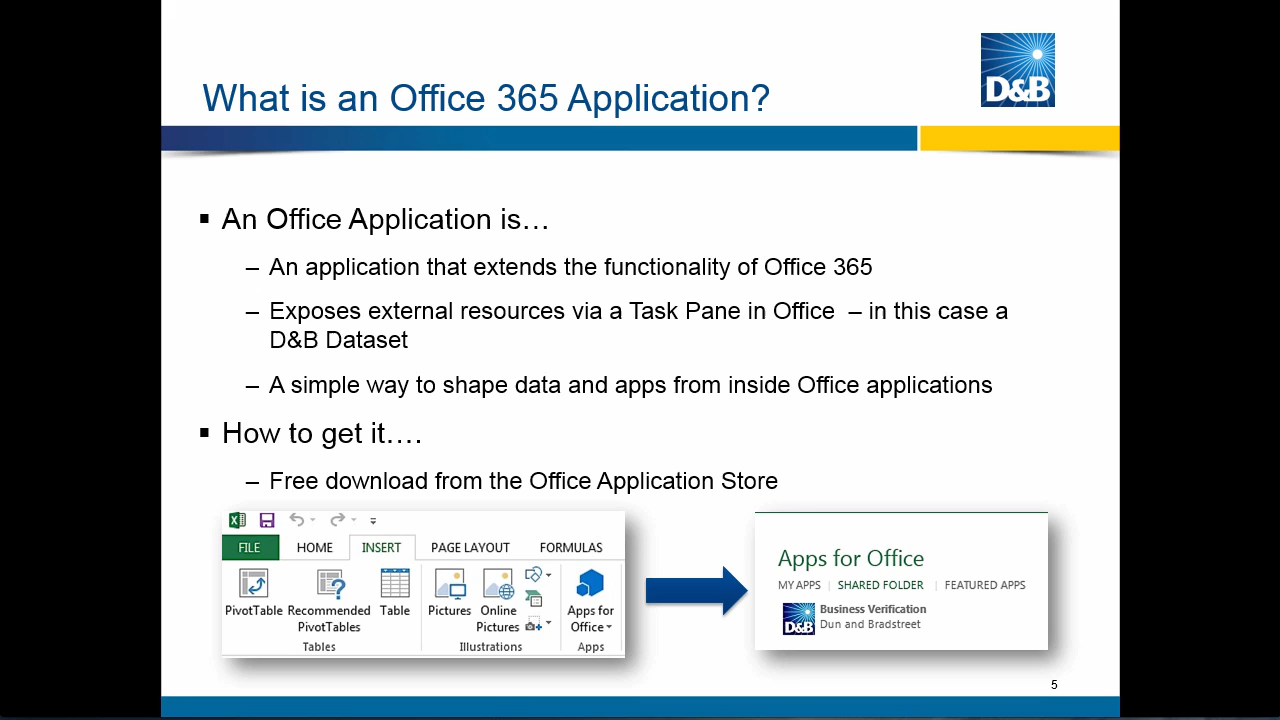 What is an Office 365 Application?
D&B
▪ An Office Application is…
– An application that extends the functionality of Office 365
– Exposes external resources via a Task Pane in Office – in this case a
D&B Dataset
– A simple way to shape data and apps from inside Office applications
▪ How to get it….
– Free download from the Office Application Store
FILE HOME INSERT PAGE LAYOUT FORMULAS
PivotTable Recommended PivotTables Table Pictures Online Pictures Apps for Office
Tables Illustrations Apps
Apps for Office
MY APPS | SHARED FOLDER | FEATURED APPS
D&B
Business Verification
Dun and Bradstreet
5